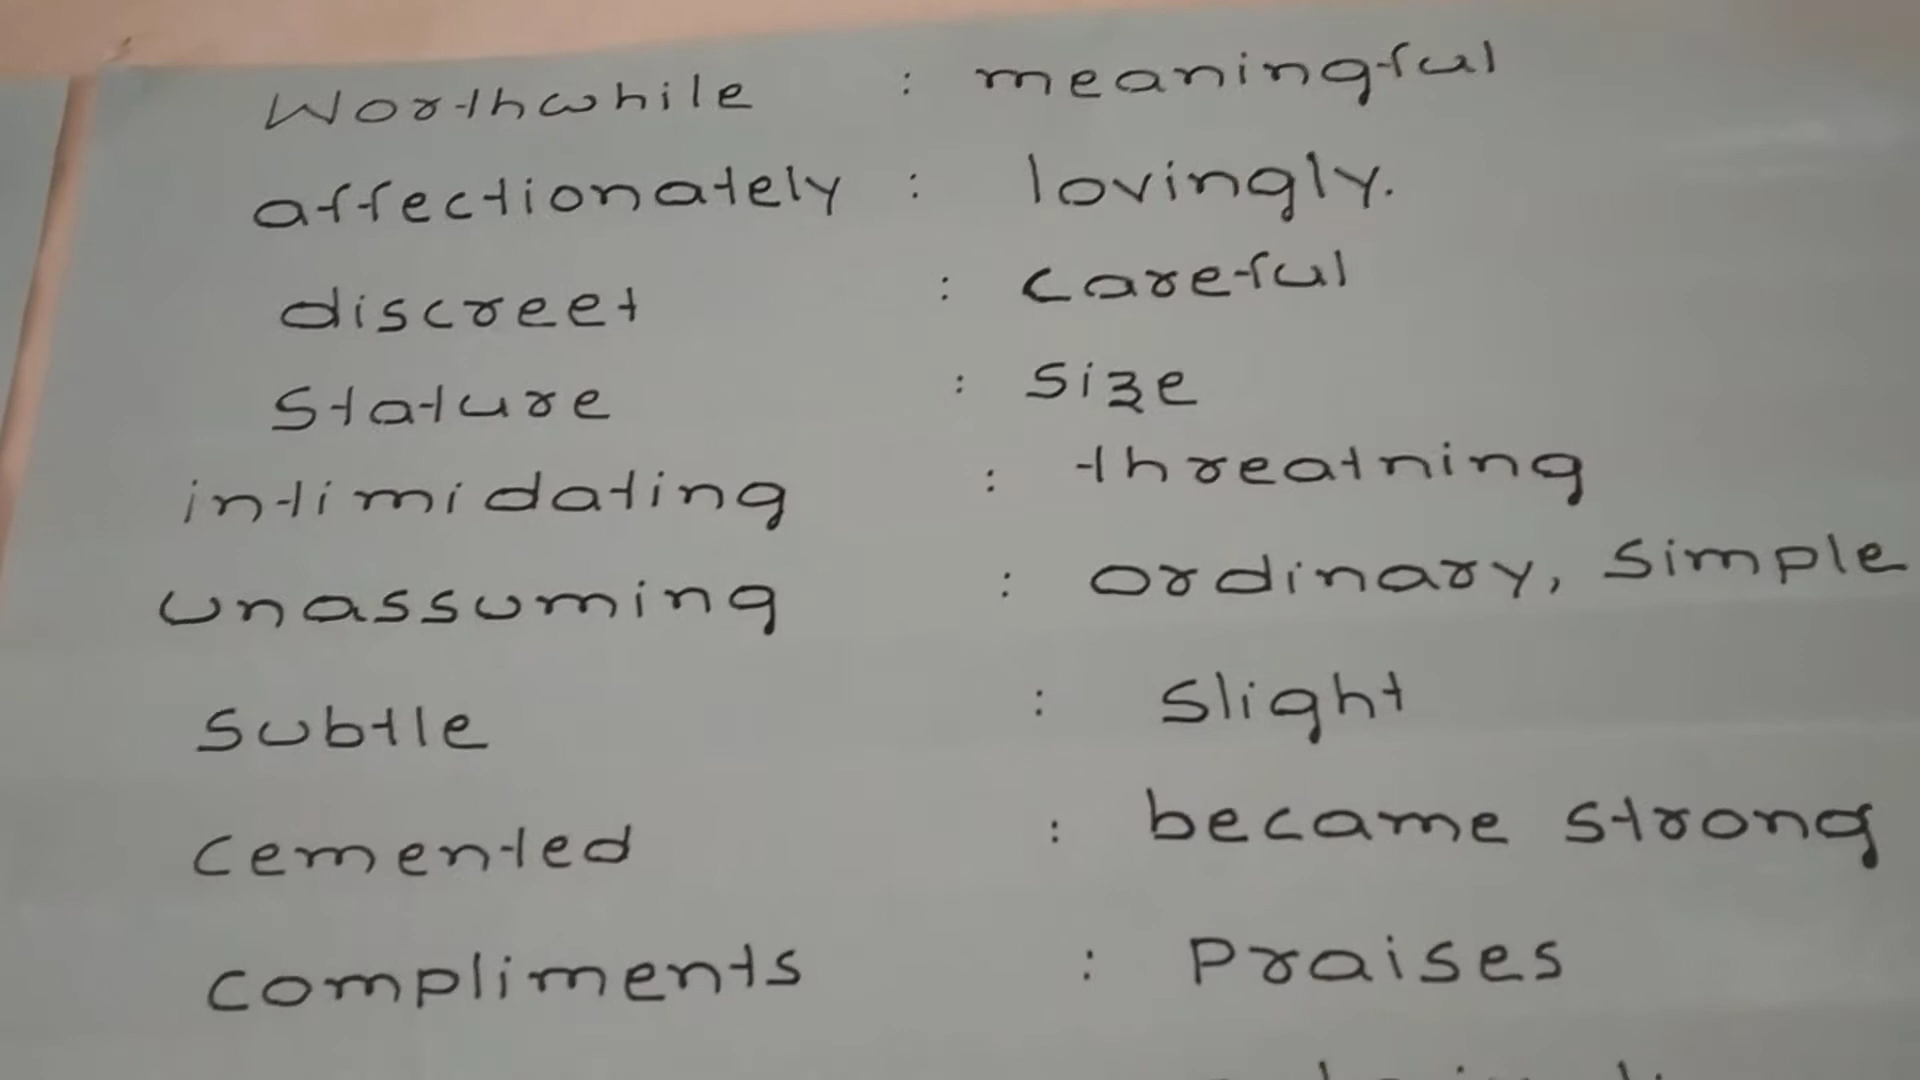 Worthwhile : meaningful
affectionately : lovingly.
discreet : careful
Stature : Size
intimidating : threatning
unassuming : ordinary, simple
Subtle : Slight
Cemented : became strong
Compliments : Praises